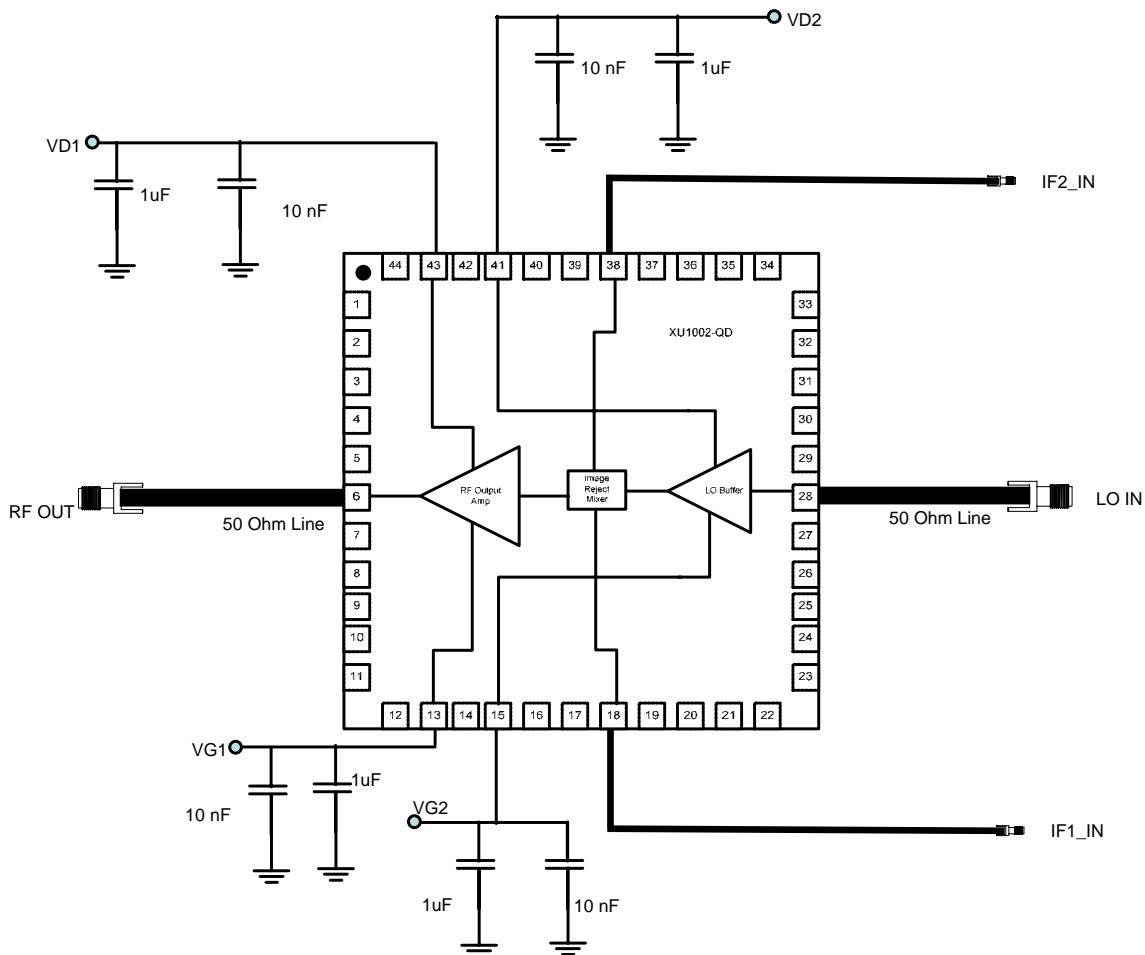 VD2
10 nF
1uF
VD1
1uF
10 nF
IF2_IN
44
43
42
41
40
39
38
37
36
35
34
XU1002-QD
1
2
3
4
5
6
7
8
9
10
11
33
32
31
30
29
28
27
26
25
24
23
RF Output
Amp
Image
Reject
Mixer
LO Buffer
RF OUT
50 Ohm Line
50 Ohm Line
LO IN
12
13
14
15
16
17
18
19
20
21
22
VG1
10 nF
1uF
VG2
1uF
10 nF
IF1_IN